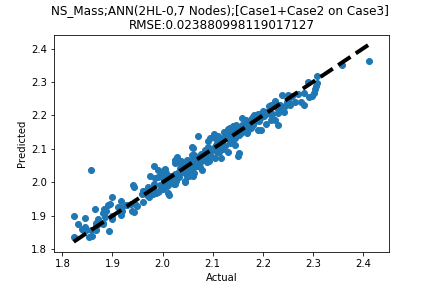 NS_Mass;ANN(2HL-0,7 Nodes);[Case1+Case2 on Case3]
RMSE:0.023880998119017127
2.4
2.3
2.2
2.1
2.0
1.9
1.8
Predicted
1.8 1.9 2.0 2.1 2.2 2.3 2.4
Actual